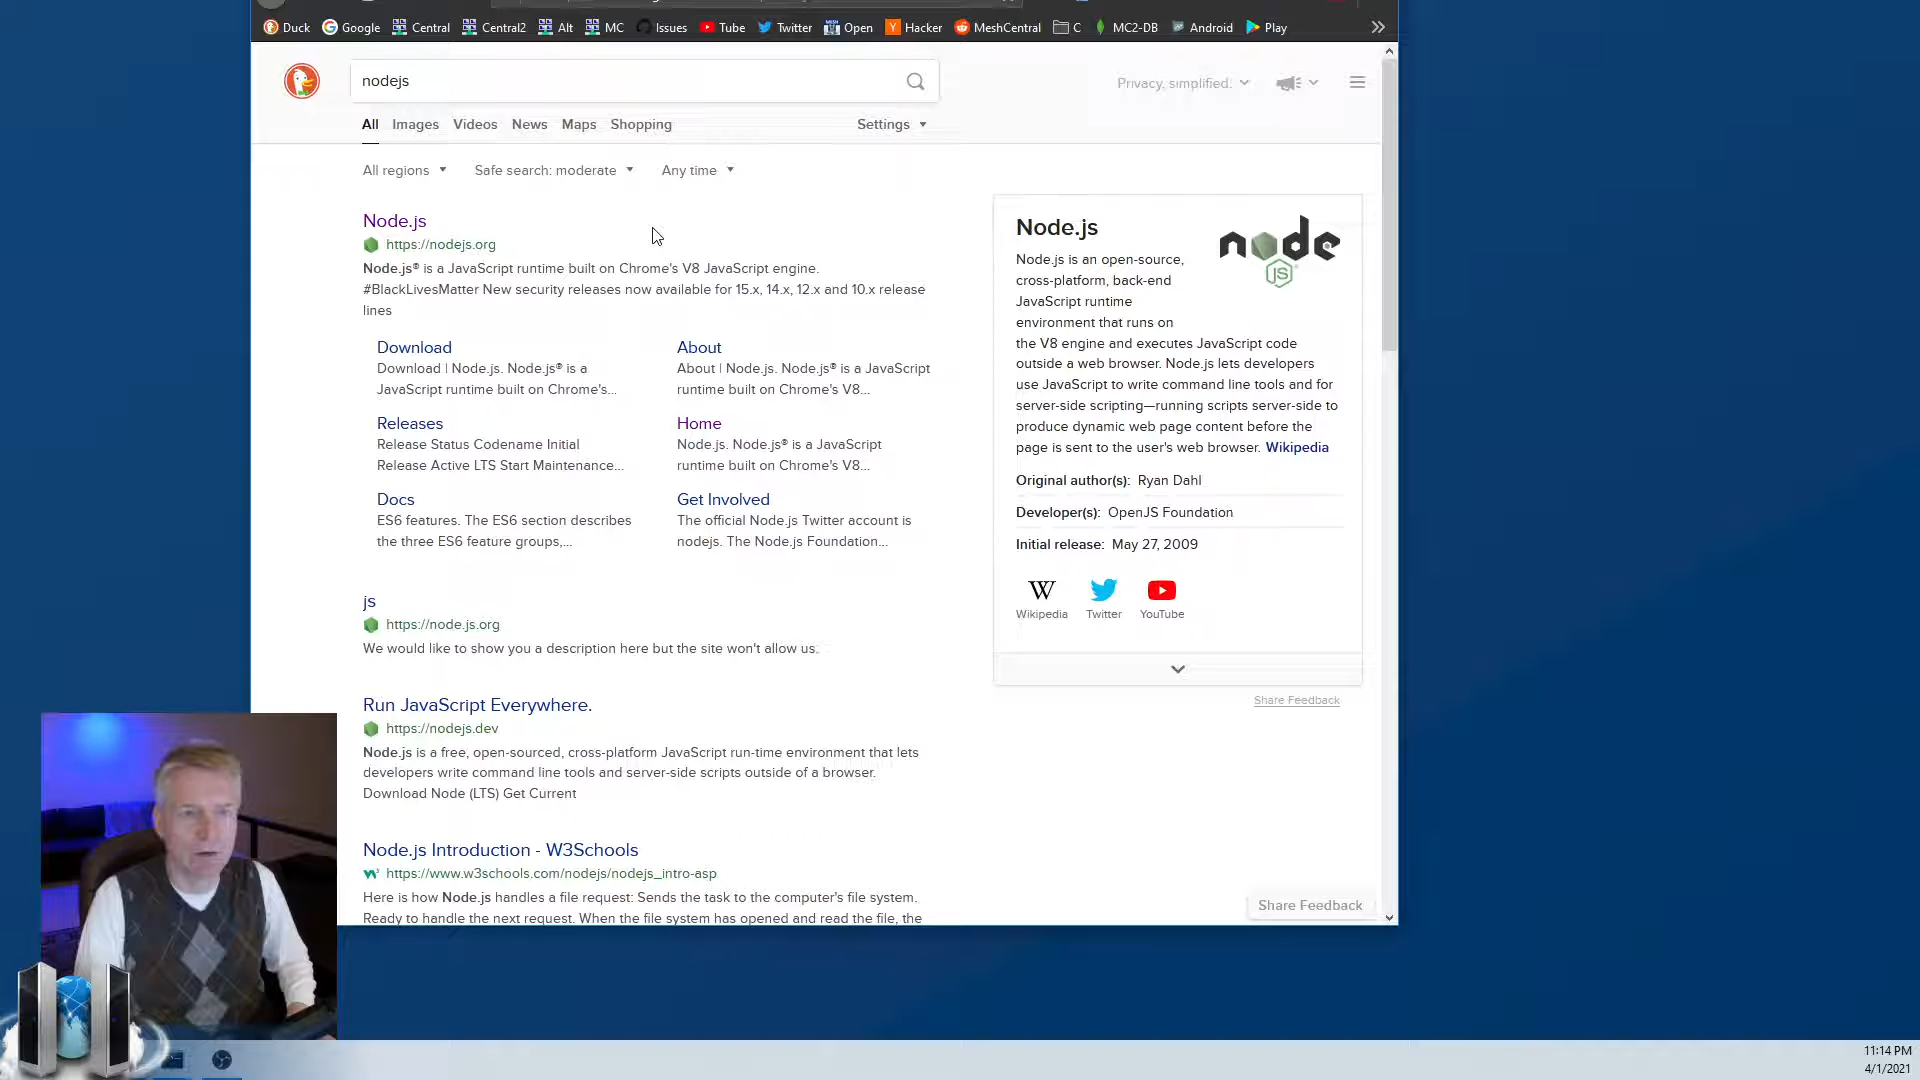 Duck Google Central Central2 Alt MC Issues Tube Twitter Open Hacker MeshCentral C MC2-DB Android Play
nodejs
Privacy, simplified.
All Images Videos News Maps Shopping Settings
All regions Safe search: moderate Any time
Node.js
https://nodejs.org
Node.js® is a JavaScript runtime built on Chrome's V8 JavaScript engine.
#BlackLivesMatter New security releases now available for 15.x, 14.x, 12.x and 10.x release
lines
Download
Download | Node.js. Node.js® is a
JavaScript runtime built on Chrome's...
About
About | Node.js. Node.js® is a JavaScript
runtime built on Chrome's V8...
Releases
Release Status Codename Initial
Release Active LTS Start Maintenance...
Home
Node.js. Node.js® is a JavaScript
runtime built on Chrome's V8...
Docs
ES6 features. The ES6 section describes
the three ES6 feature groups,...
Get Involved
The official Node.js Twitter account is
nodejs. The Node.js Foundation...
js
https://node.js.org
We would like to show you a description here but the site won't allow us.
Run JavaScript Everywhere.
https://nodejs.dev
Node.js is a free, open-sourced, cross-platform JavaScript run-time environment that lets
developers write command line tools and server-side scripts outside of a browser.
Download Node (LTS) Get Current
Node.js Introduction - W3Schools
https://www.w3schools.com/nodejs/nodejs_intro-asp
Here is how Node.js handles a file request: Sends the task to the computer's file system.
Ready to handle the next request. When the file system has opened and read the file, the
Node.js
node
JS
Node.js is an open-source,
cross-platform, back-end
JavaScript runtime
environment that runs on
the V8 engine and executes JavaScript code
outside a web browser. Node.js lets developers
use JavaScript to write command line tools and for
server-side scripting—running scripts server-side to
produce dynamic web page content before the
page is sent to the user's web browser. Wikipedia
Original author(s): Ryan Dahl
Developer(s): OpenJS Foundation
Initial release: May 27, 2009
W
Wikipedia Twitter YouTube
Share Feedback
Share Feedback
11:14 PM
4/1/2021